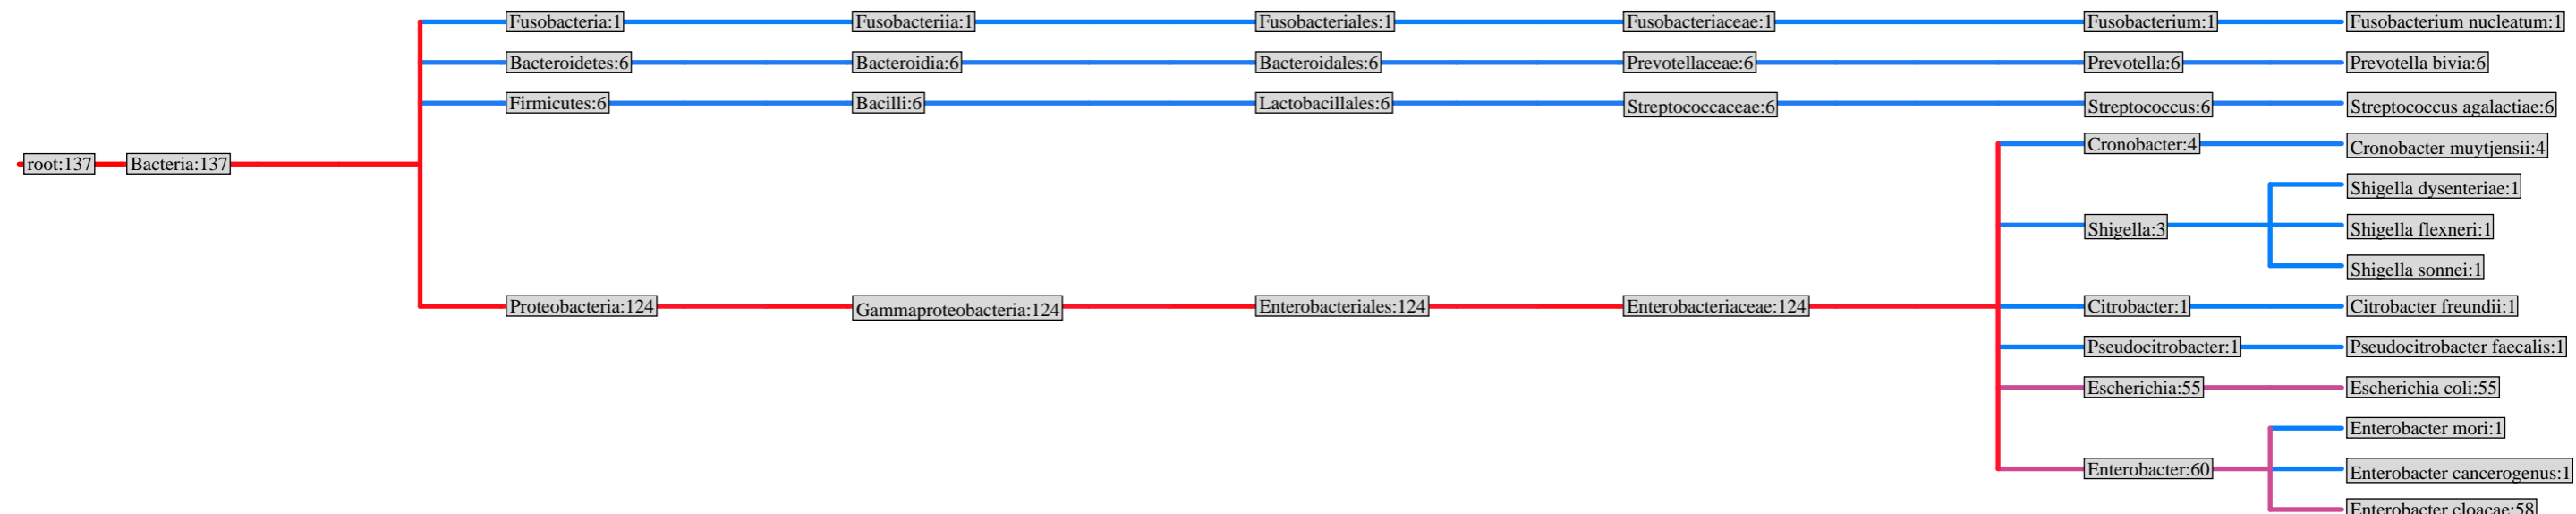 Fusobacteria:1 Fusobacteriia:1 Fusobacteriales:1 Fusobacteriaceae:1 Fusobacterium:1 Fusobacterium nucleatum:1
Bacteroidetes:6 Bacteroidia:6 Bacteroidales:6 Prevotellaceae:6 Prevotella:6 Prevotella bivia:6
Firmicutes:6 Bacilli:6 Lactobacillales:6 Streptococcaceae:6 Streptococcus:6 Streptococcus agalactiae:6
Cronobacter:4 Cronobacter muytjensii:4
root:137 Bacteria:137
Shigella dysenteriae:1
Shigella:3 Shigella flexneri:1
Shigella sonnei:1
Proteobacteria:124 Gammaproteobacteria:124 Enterobacteriales:124 Enterobacteriaceae:124 Citrobacter:1 Citrobacter freundii:1
Pseudocitrobacter:1 Pseudocitrobacter faecalis:1
Escherichia:55 Escherichia coli:55
Enterobacter mori:1
Enterobacter:60 Enterobacter cancerogenus:1
Enterobacter cloacae:58